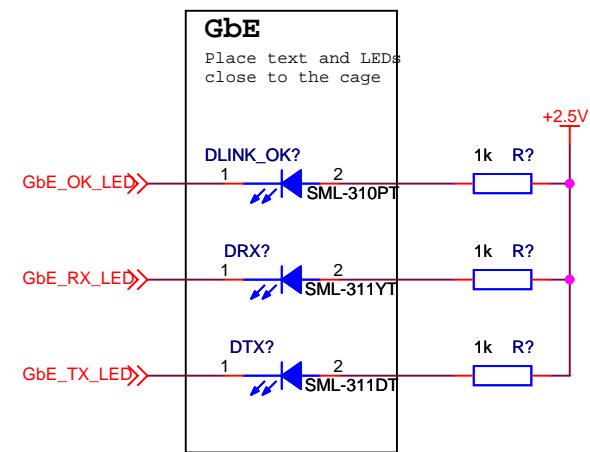 GbE
Place text and LEDs
close to the cage
+2.5V
DLINK_OK?
1k R?
GbE_OK_LED
1 2
SML-310PT
DRX?
1k R?
GbE_RX_LED
1 2
SML-311YT
DTX?
1k R?
GbE_TX_LED
1 2
SML-311DT